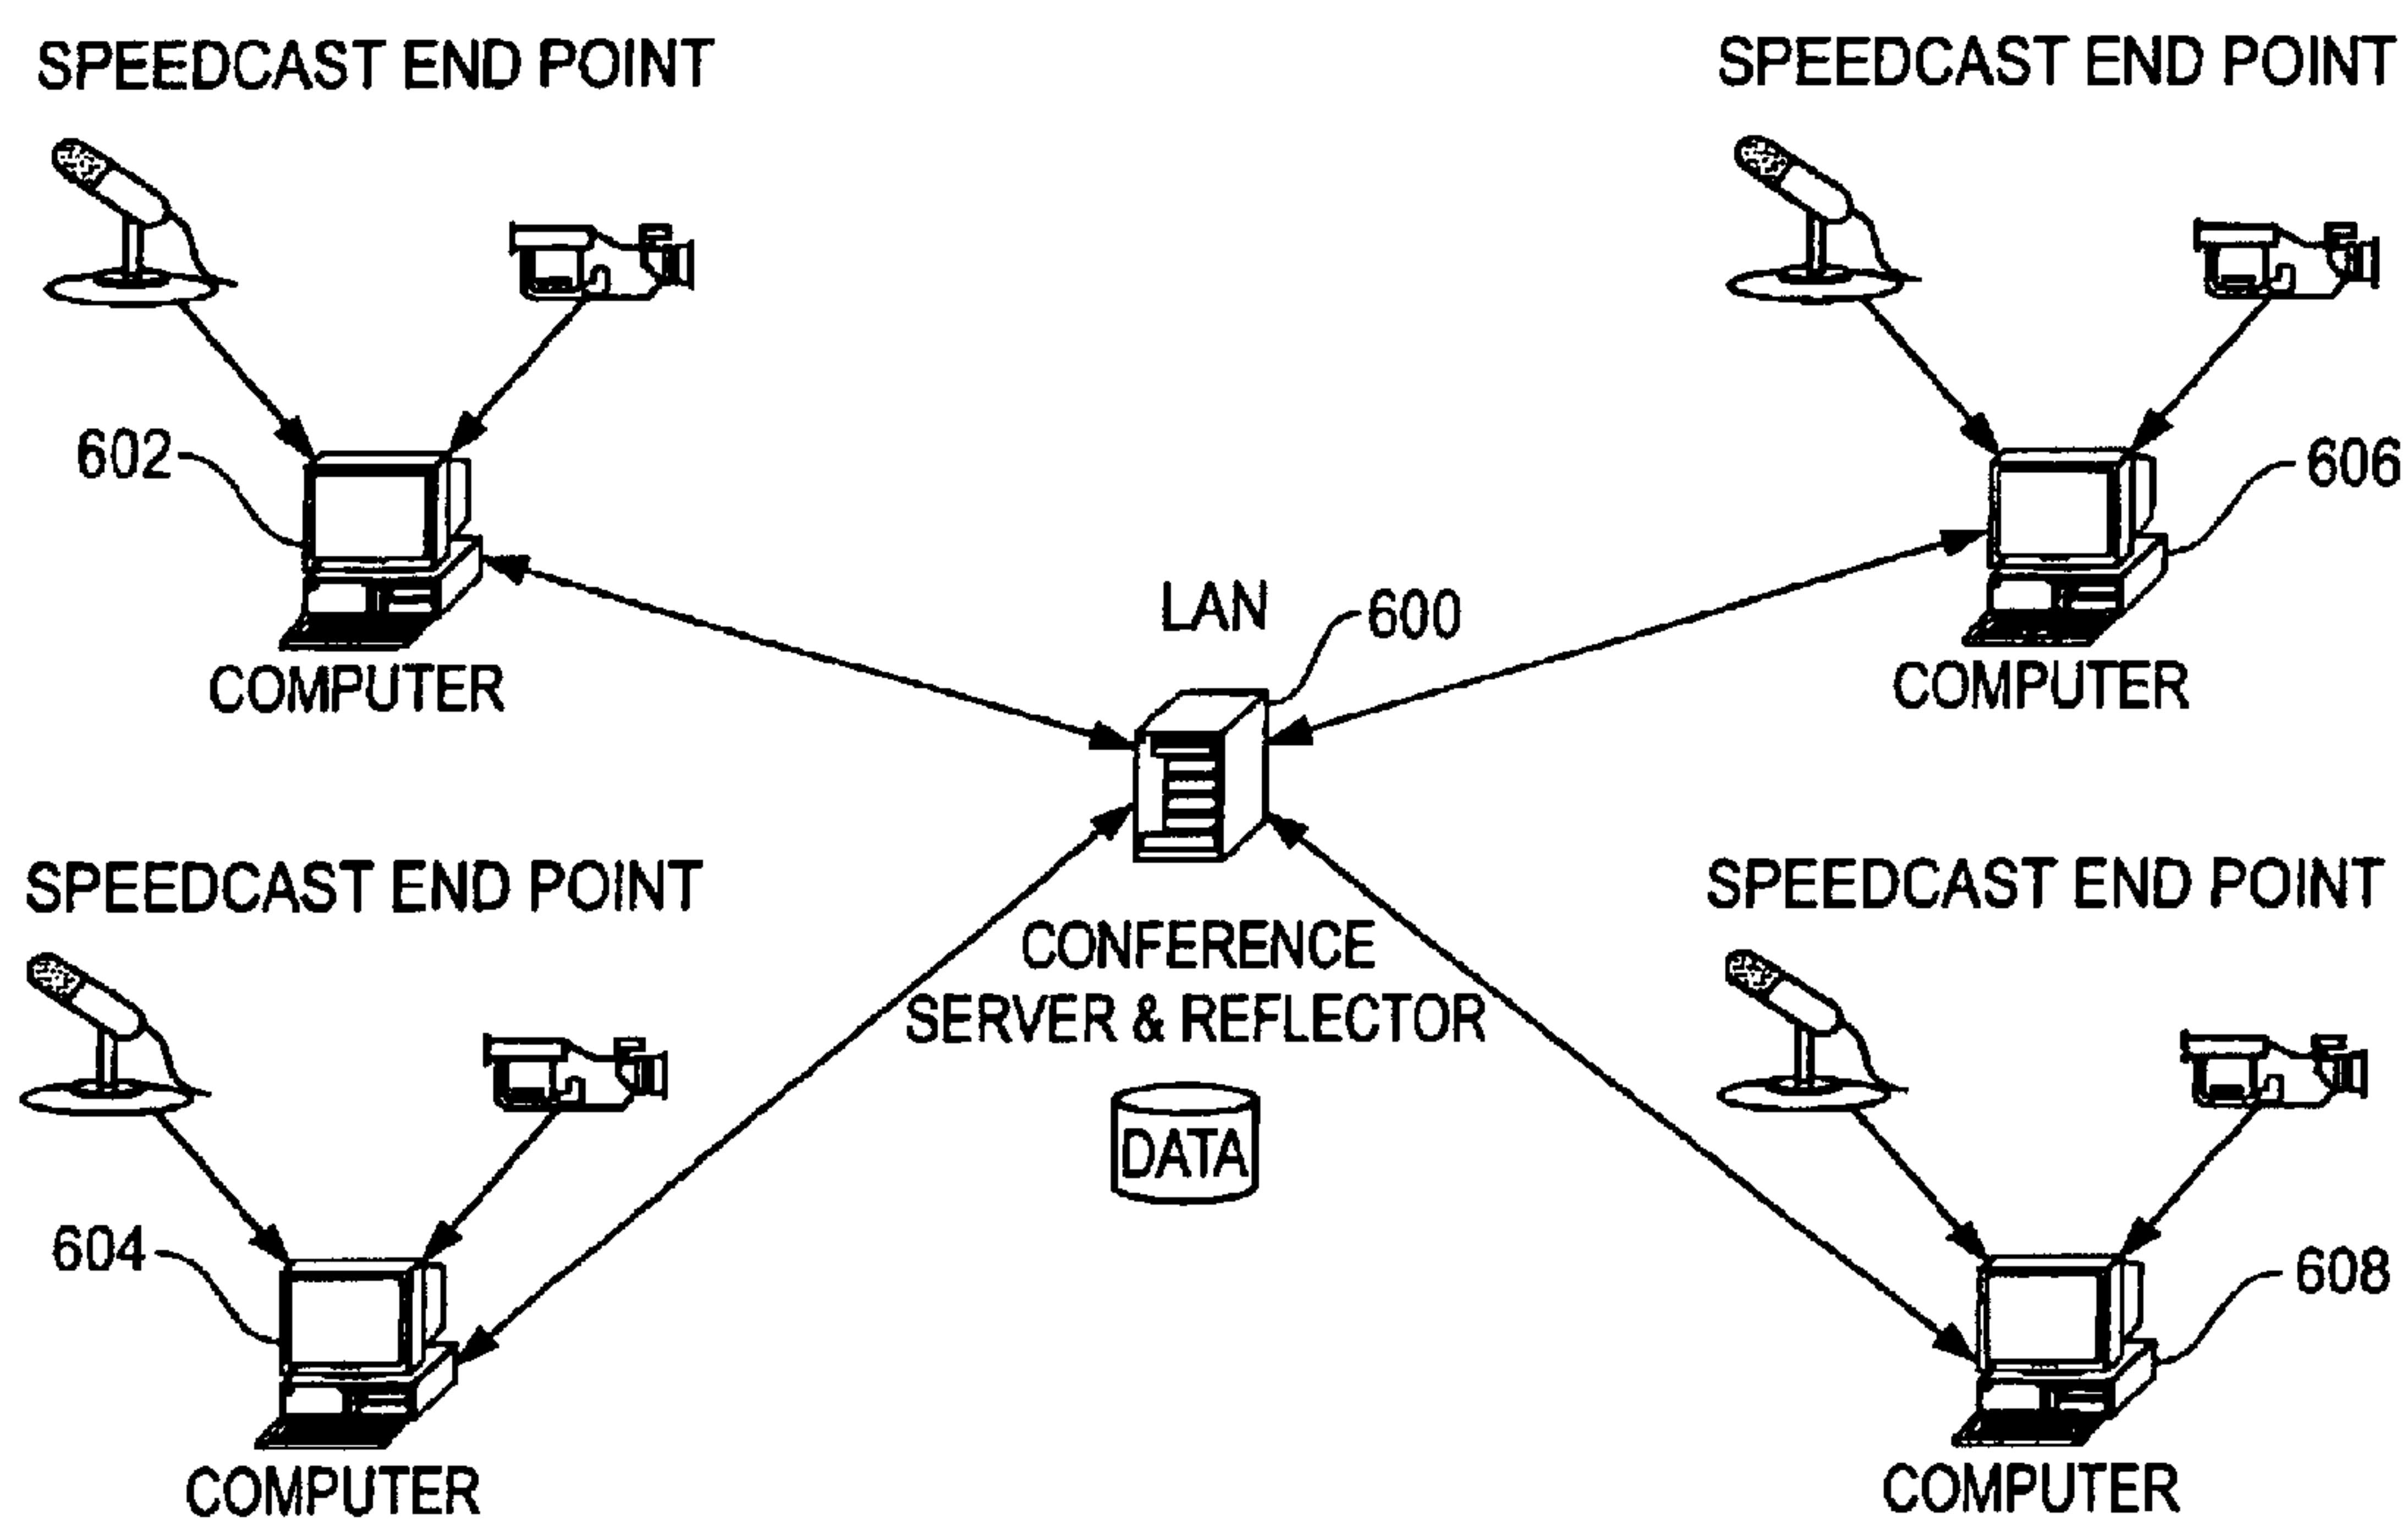 SPEEDCAST END POINT
SPEEDCAST END POINT
602
606
LAN
600
COMPUTER
COMPUTER
SPEEDCAST END POINT
SPEEDCAST END POINT
CONFERENCE
SERVER & REFLECTOR
DATA
604
608
COMPUTER
COMPUTER